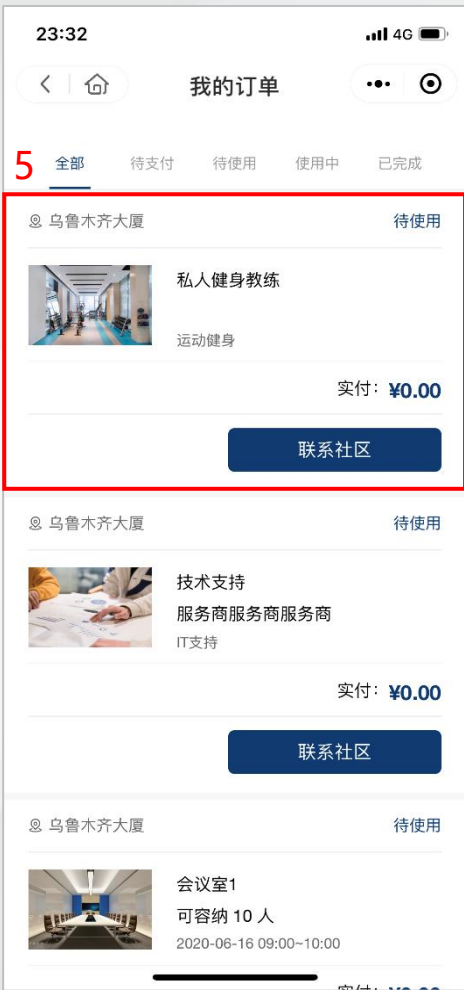 23:32
4G
我的订单
5
全部 待支付 待使用 使用中 已完成
乌鲁木齐大厦 待使用
私人健身教练
运动健身
实付: ¥0.00
联系社区
乌鲁木齐大厦 待使用
技术支持
服务商服务商服务商
IT支持
实付: ¥0.00
联系社区
乌鲁木齐大厦 待使用
会议室1
可容纳 10 人
2020-06-16 09:00~10:00